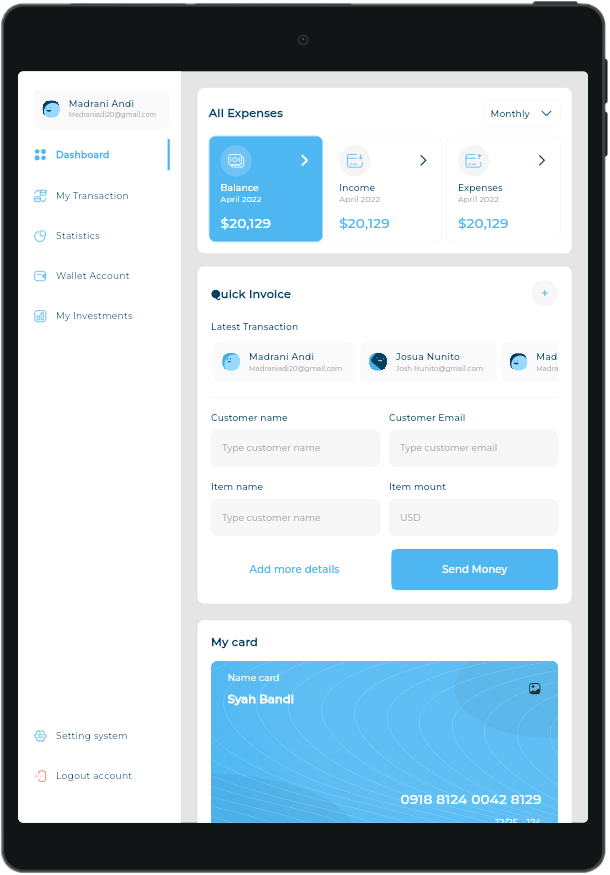 Madrani Andi
Madraniadi20@gmail.com
Dashboard
My Transaction
Statistics
Wallet Account
My Investments
Setting system
Logout account
All Expenses
Monthly
Balance
April 2022
$20,129
Income
April 2022
$20,129
Expenses
April 2022
$20,129
Quick Invoice
+
Latest Transaction
Madrani Andi
Madraniadi20@gmail.com
Josua Nunito
Josh Nunito@gmail.com
Mad
Madra
Customer name
Customer Email
Type customer name
Type customer email
Item name
Item mount
Type customer name
USD
Add more details
Send Money
My card
Name card
Syah Bandi
0918 8124 0042 8129
12/25 - 124